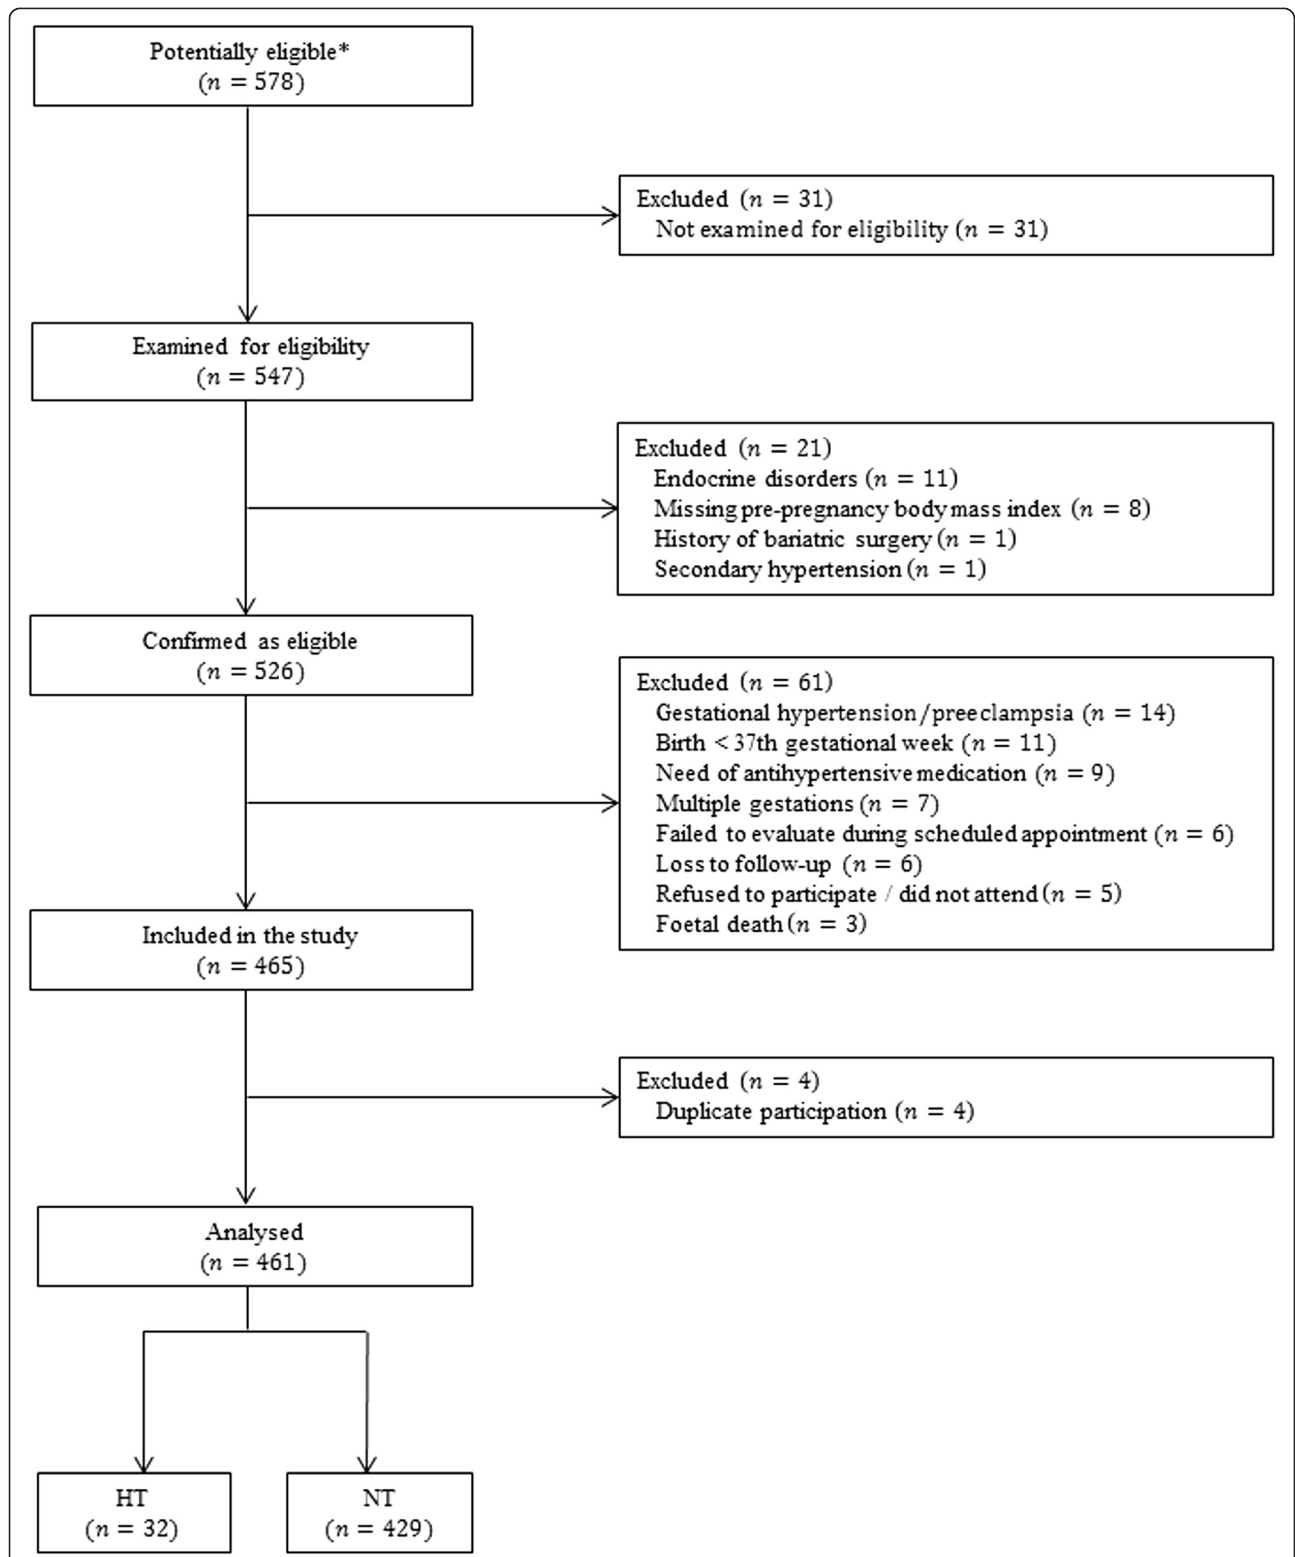 Potentially eligible*
(n = 578)
Excluded (n = 31)
Not examined for eligibility (n = 31)
Examined for eligibility
(n = 547)
Excluded (n = 21)
Endocrine disorders (n = 11)
Missing pre-pregnancy body mass index (n = 8)
History of bariatric surgery (n = 1)
Secondary hypertension (n = 1)
Confirmed as eligible
(n = 526)
Excluded (n = 61)
Gestational hypertension/preeclampsia (n = 14)
Birth < 37th gestational week (n = 11)
Need of antihypertensive medication (n = 9)
Multiple gestations (n = 7)
Failed to evaluate during scheduled appointment (n = 6)
Loss to follow-up (n = 6)
Refused to participate / did not attend (n = 5)
Foetal death (n = 3)
Included in the study
(n = 465)
Excluded (n = 4)
Duplicate participation (n = 4)
Analysed
(n = 461)
HT
(n = 32)
NT
(n = 429)